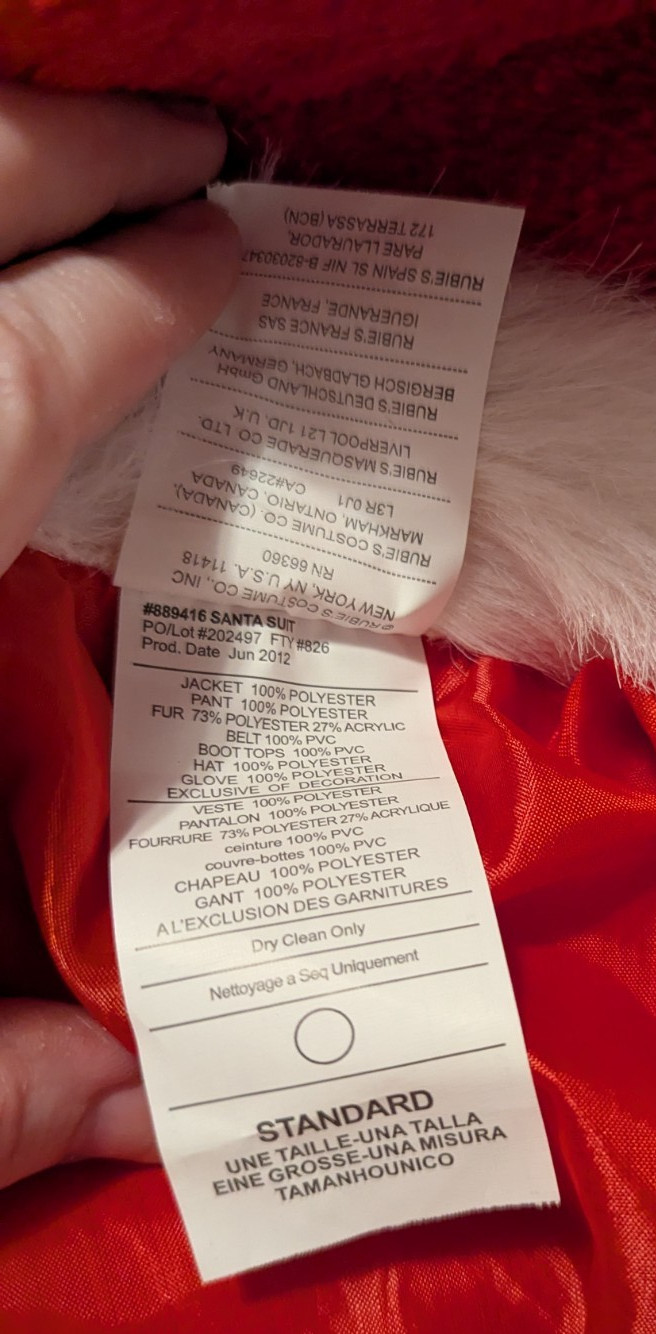 © RUBIE'S COSTUME CO., INC
NEW YORK, NY U.S.A. 11418
RN 66360
RUBIE'S COSTUME CO. (CANADA),
MARKHAM, ONTARIO, CANADA
L3R 0J1 CA#22649
RUBIE'S MASQUERADE CO LTD.
LIVERPOOL L21 1JD, U.K
RUBIE'S DEUTSCHLAND GmbH
BERGISCH GLADBACH, GERMANY
RUBIE'S FRANCE SAS
IGUERANDE, FRANCE
RUBIE'S SPAIN SL NIF B-82030347
PARE LLAURADOR,
172 TERRASSA (BCN)
#889416 SANTA SUIT
PO/Lot #202497 FTY #826
Prod. Date Jun 2012
JACKET 100% POLYESTER
PANT 100% POLYESTER
FUR 73% POLYESTER 27% ACRYLIC
BELT 100% PVC
BOOT TOPS 100% PVC
HAT 100% POLYESTER
GLOVE 100% POLYESTER
EXCLUSIVE OF DECORATION
VESTE 100% POLYESTER
PANTALON 100% POLYESTER
FOURRURE 73% POLYESTER 27% ACRYLIQUE
ceinture 100% PVC
couvre-bottes 100% PVC
CHAPEAU 100% POLYESTER
GANT 100% POLYESTER
A L'EXCLUSION DES GARNITURES
Dry Clean Only
Nettoyage a Seq Uniquement
STANDARD
UNE TAILLE-UNA TALLA
EINE GROSSE-UNA MISURA
TAMANHOUNICO